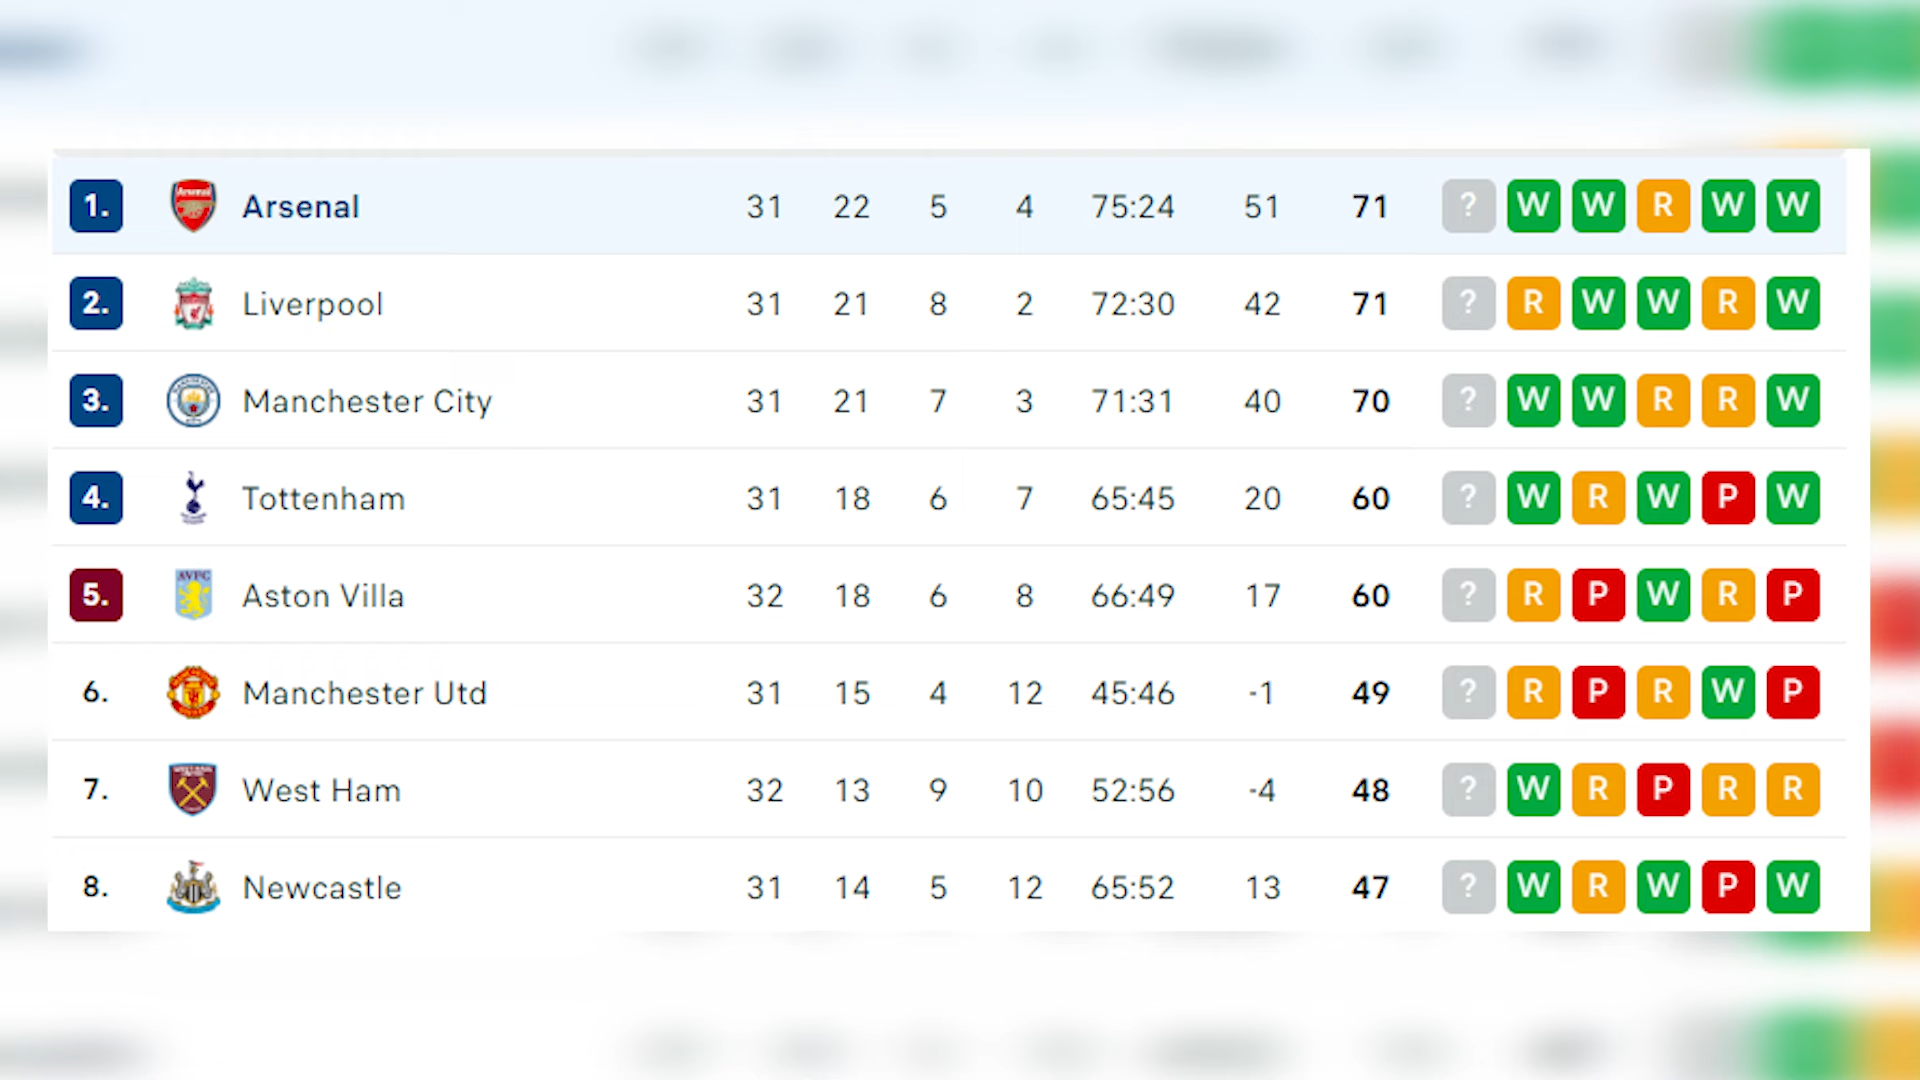 1. Arsenal 31 22 5 4 75:24 51 71 ? W W R W W
2. Liverpool 31 21 8 2 72:30 42 71 ? R W W R W
3. Manchester City 31 21 7 3 71:31 40 70 ? W W R R W
4. Tottenham 31 18 6 7 65:45 20 60 ? W R W P W
5. AVFC Aston Villa 32 18 6 8 66:49 17 60 ? R P W R P
6. Manchester Utd 31 15 4 12 45:46 -1 49 ? R P R W P
7. West Ham 32 13 9 10 52:56 -4 48 ? W R P R R
8. Newcastle 31 14 5 12 65:52 13 47 ? W R W P W